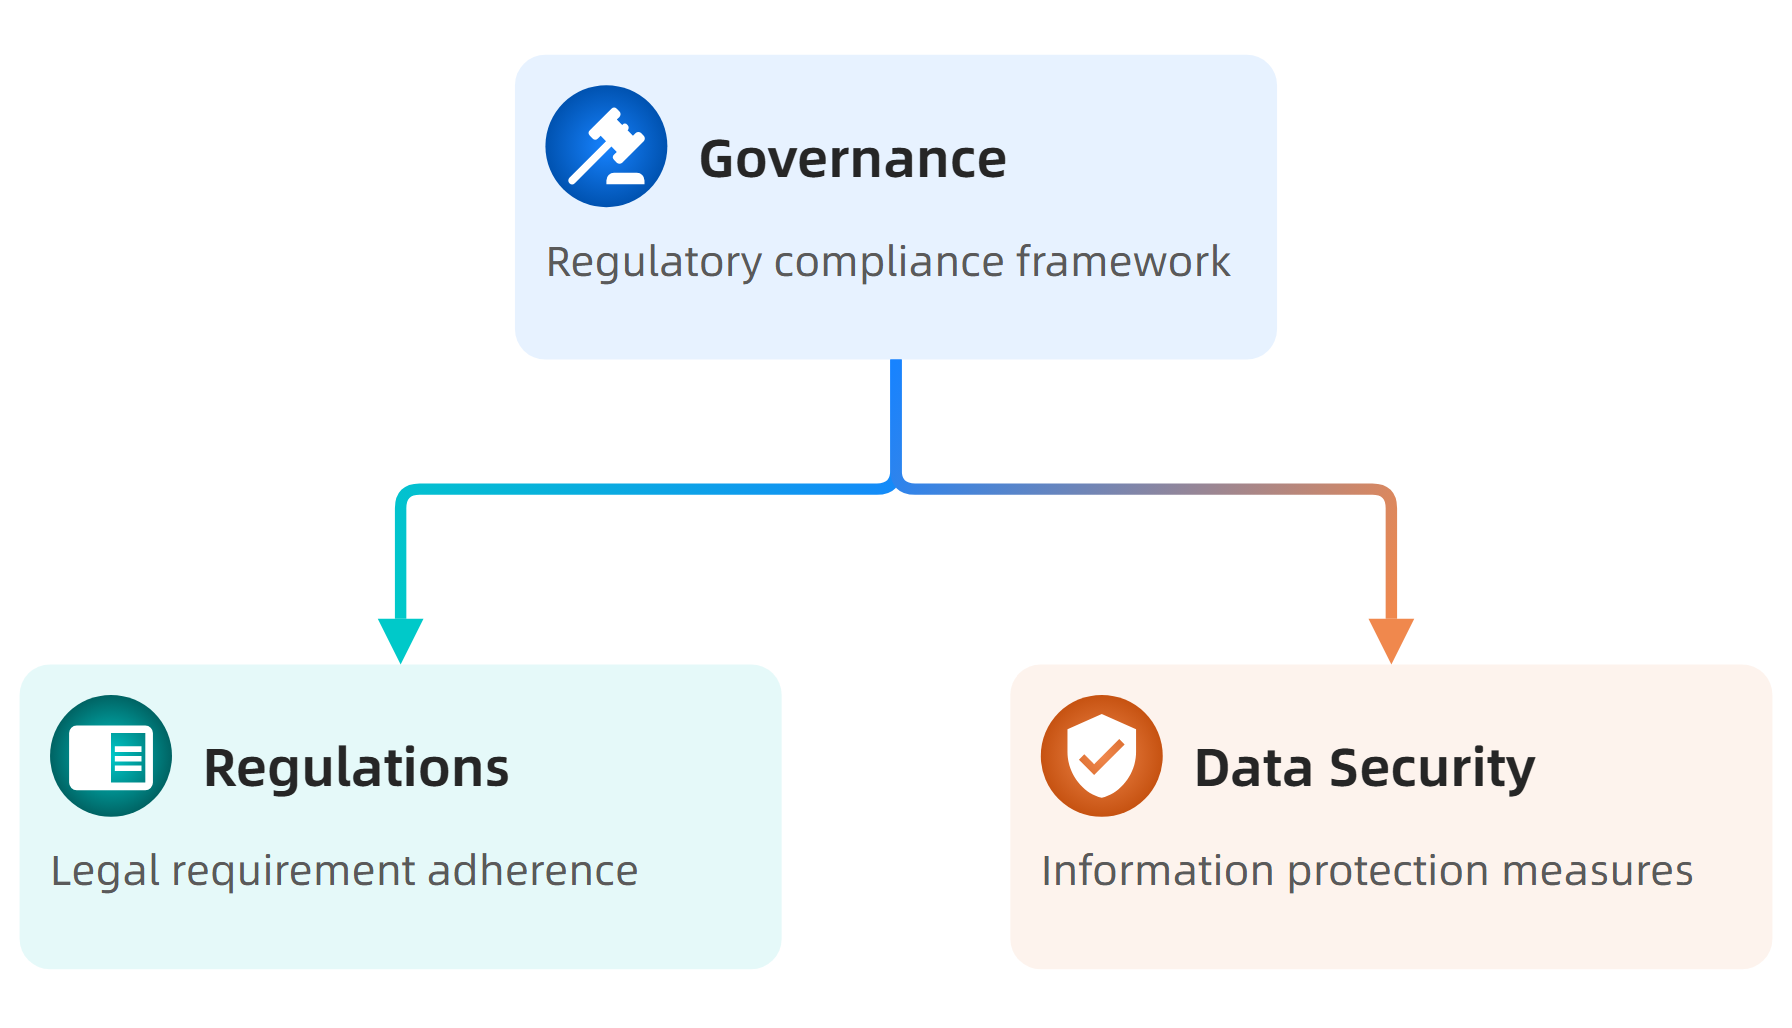 Governance
Regulatory compliance framework
Regulations
Legal requirement adherence
Data Security
Information protection measures